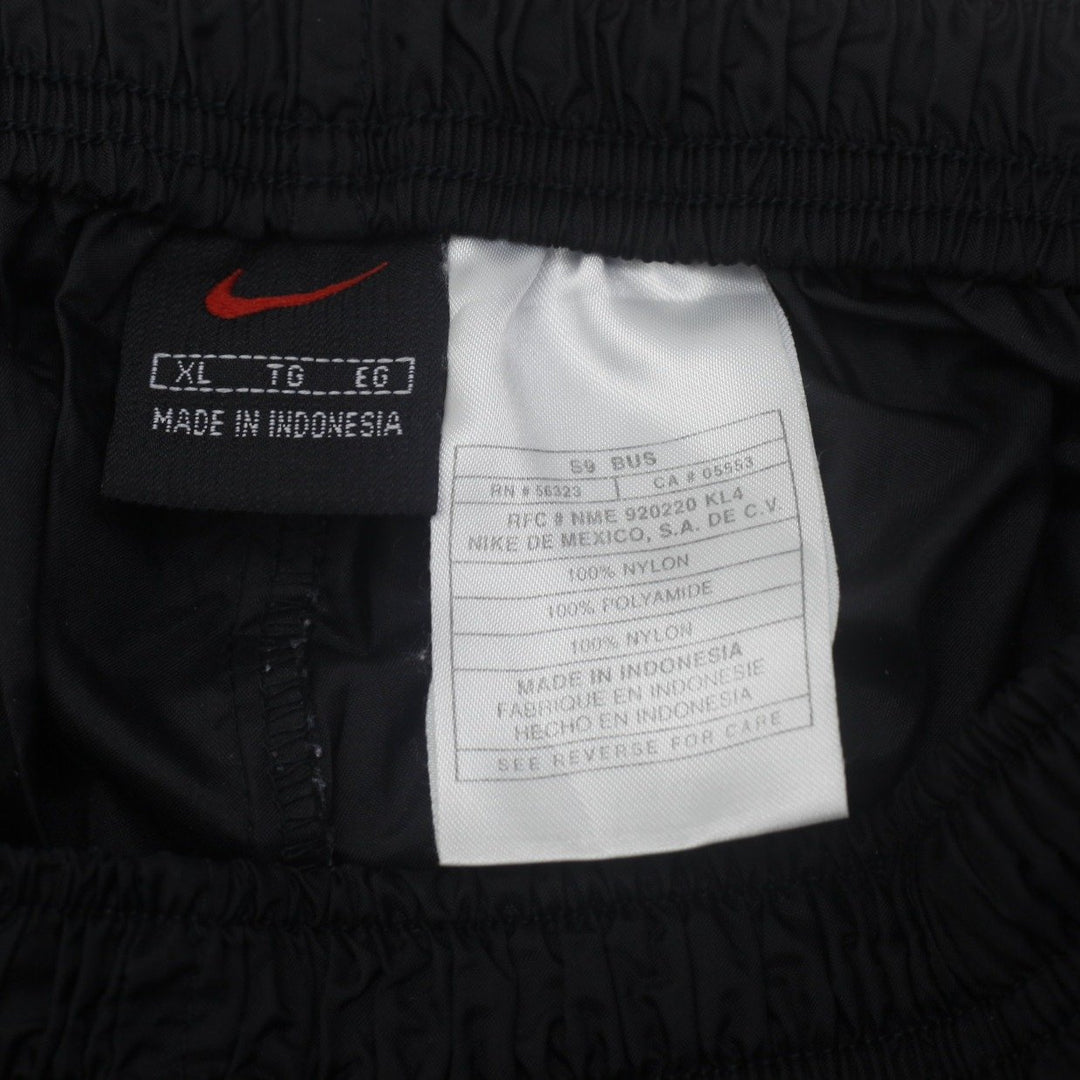 XL TG EG
MADE IN INDONESIA
59 BUS
RN # 56323 CA # 05553
RFC # NME 920220 KL4
NIKE DE MEXICO, S.A. DE C.V.
100% NYLON
100% POLYAMIDE
100% NYLON
MADE IN INDONESIA
FABRIQUE EN INDONESIE
HECHO EN INDONESIA
SEE REVERSE FOR CARE